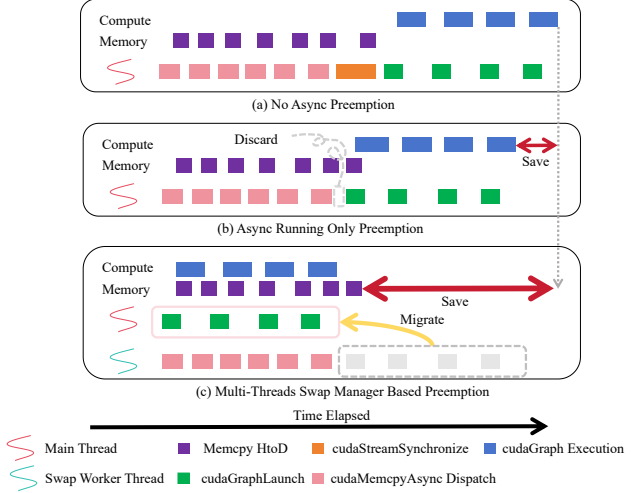 Compute
Memory
(a) No Async Preemption
Discard
Compute
Memory
Save
(b) Async Running Only Preemption
Compute
Memory
Save
Migrate
(c) Multi-Threads Swap Manager Based Preemption
Time Elapsed
Main Thread Memcpy HtoD cudaStreamSynchronize cudaGraph Execution
Swap Worker Thread cudaGraphLaunch cudaMemcpyAsync Dispatch